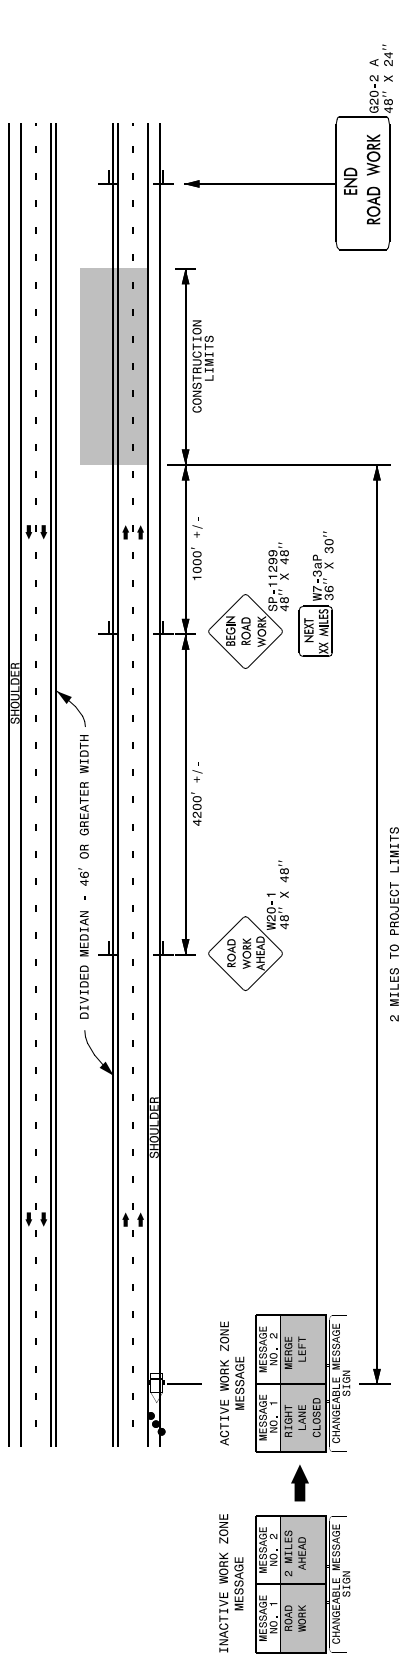 INACTIVE WORK ZONE
MESSAGE
MESSAGE
NO. 1
MESSAGE
NO. 2
ROAD
WORK
2 MILES
AHEAD
CHANGEABLE MESSAGE
SIGN
ACTIVE WORK ZONE
MESSAGE
MESSAGE
NO. 1
MESSAGE
NO. 2
RIGHT
LANE
CLOSED
MERGE
LEFT
CHANGEABLE MESSAGE
SIGN
SHOULDER
DIVIDED MEDIAN - 46' OR GREATER WIDTH
SHOULDER
2 MILES TO PROJECT LIMITS
ROAD
WORK
AHEAD
W20-1
48" X 48"
4200' +/-
BEGIN
ROAD
WORK
SP-11299
48" X 48"
NEXT
XX MILES
W7-3aP
36" X 30"
1000' +/-
CONSTRUCTION
LIMITS
END
ROAD WORK
G20-2 A
48" X 24"